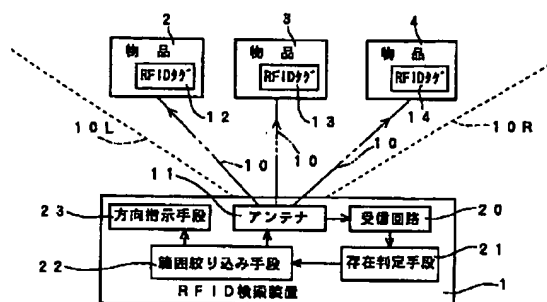 2 3 4
物品 物品 物品
RFIDﾀｸﾞ RFIDﾀｸﾞ RFIDﾀｸﾞ
12 13 14
10L 10R
10 10 10
11
23 方向指示手段 アンテナ 受信回路 20
22 範囲絞り込み手段 存在判定手段 21
RFID検索装置 1